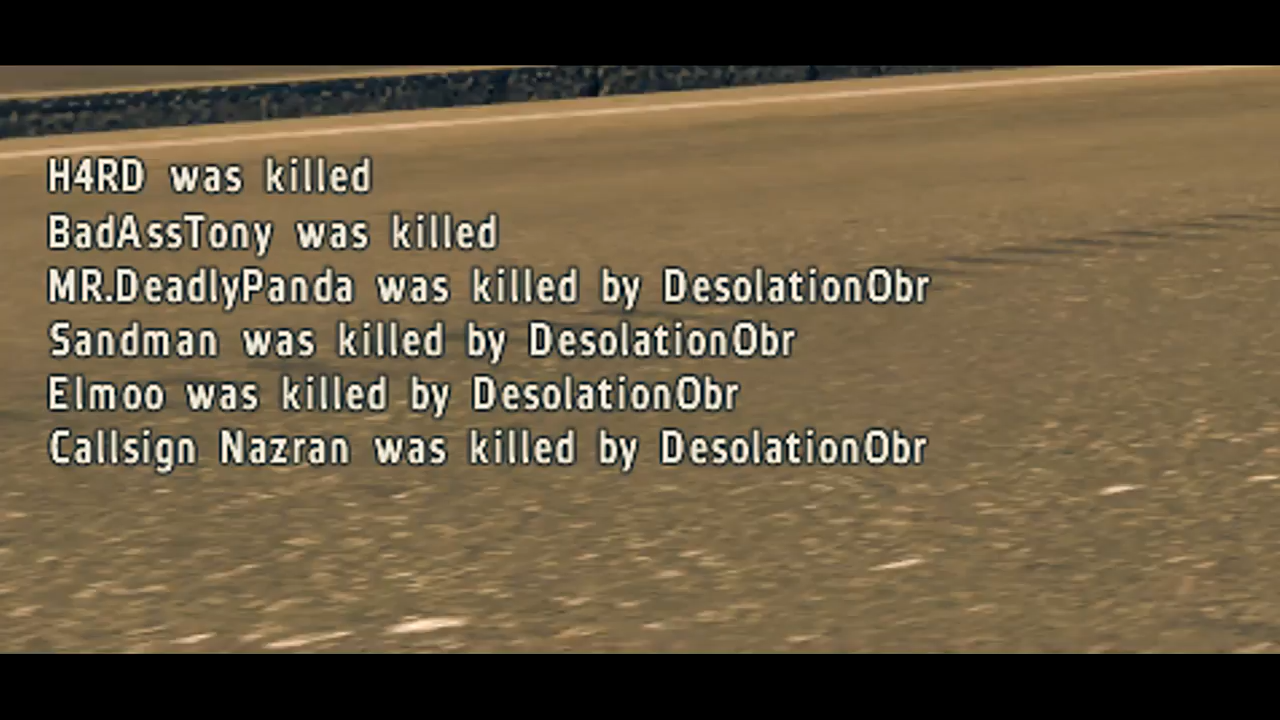 H4RD was killed
BadAssTony was killed
MR.DeadlyPanda was killed by DesolationObr
Sandman was killed by DesolationObr
Elmoo was killed by DesolationObr
Callsign Nazran was killed by DesolationObr